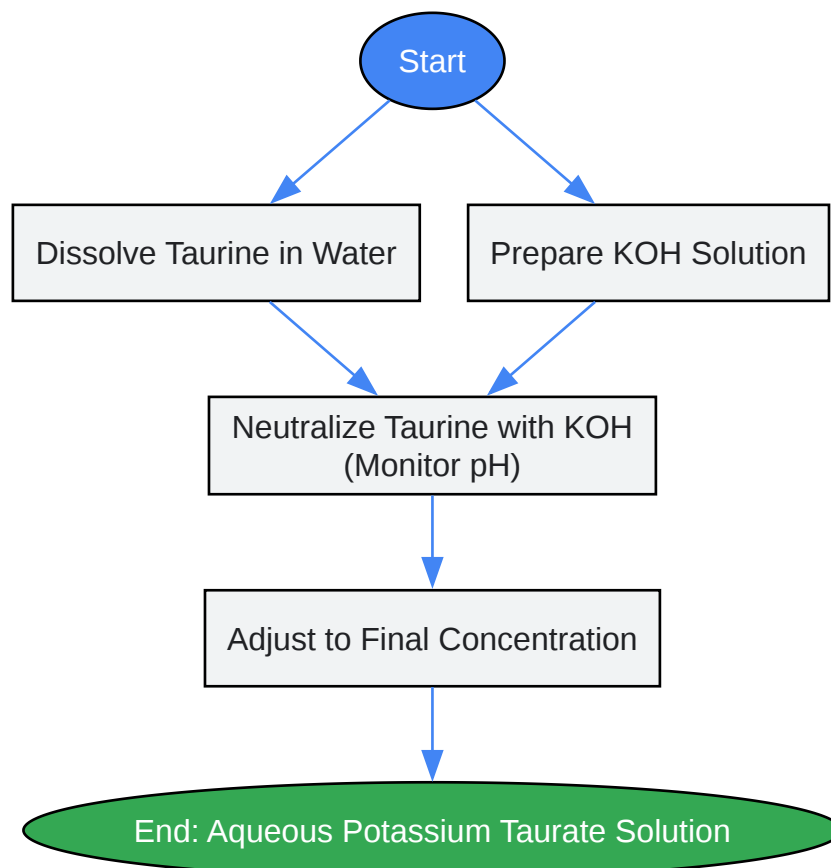 Start
Dissolve Taurine in Water
Prepare KOH Solution
Neutralize Taurine with KOH
(Monitor pH)
Adjust to Final Concentration
End: Aqueous Potassium Taurate Solution